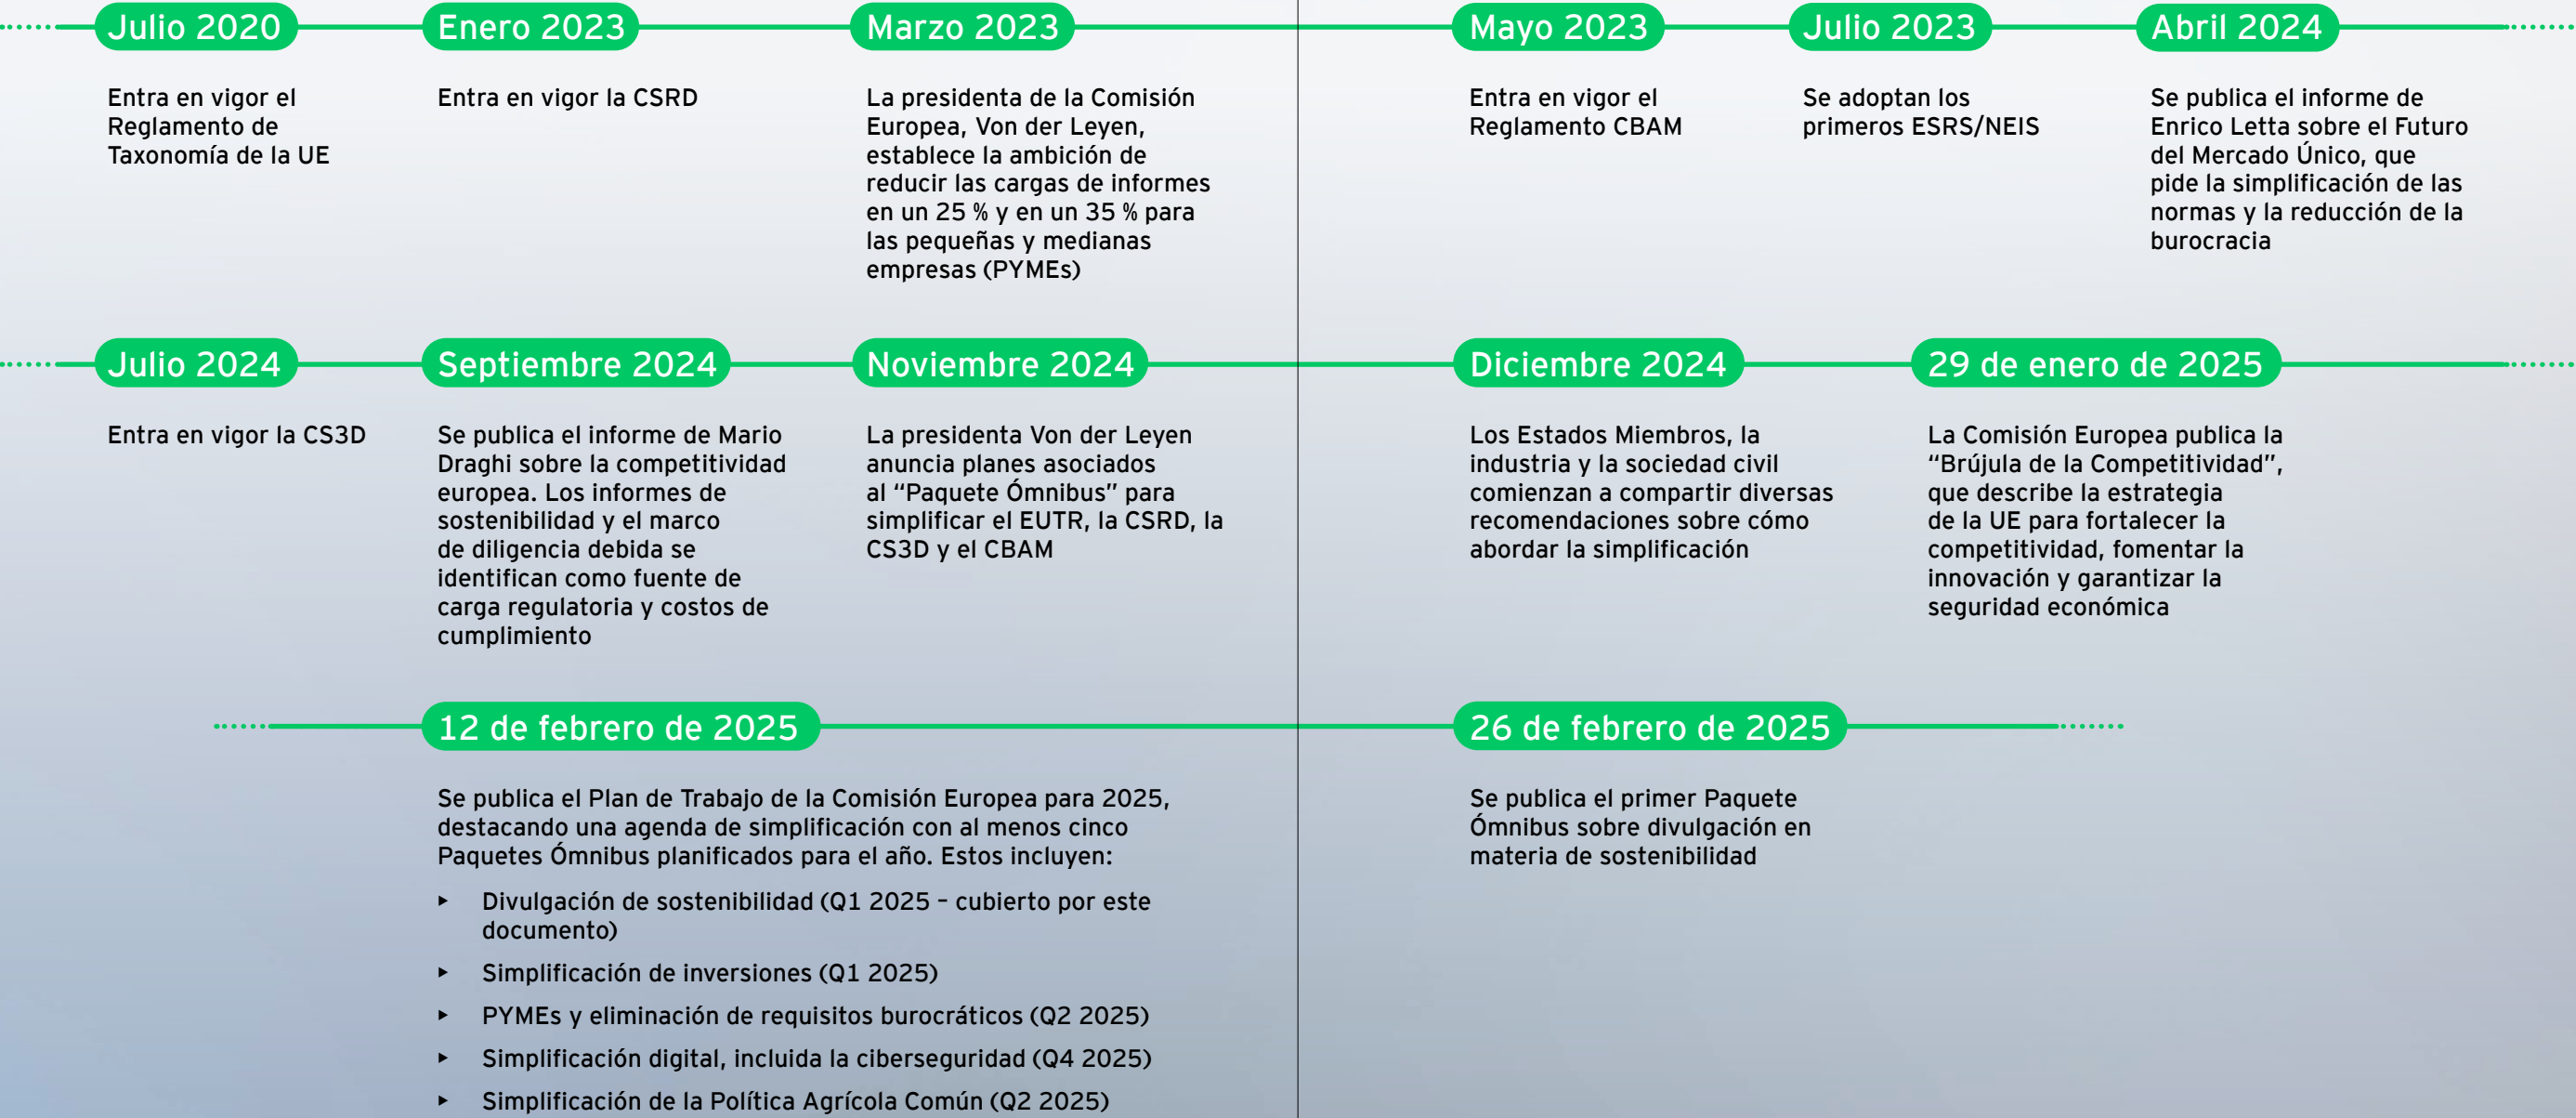 Julio 2020
Entra en vigor el
Reglamento de
Taxonomía de la UE
Enero 2023
Entra en vigor la CSRD
Marzo 2023
La presidenta de la Comisión
Europea, Von der Leyen,
establece la ambición de
reducir las cargas de informes
en un 25 % y en un 35 % para
las pequeñas y medianas
empresas (PYMEs)
Mayo 2023
Entra en vigor el
Reglamento CBAM
Julio 2023
Se adoptan los
primeros ESRS/NEIS
Abril 2024
Se publica el informe de
Enrico Letta sobre el Futuro
del Mercado Único, que
pide la simplificación de las
normas y la reducción de la
burocracia
Julio 2024
Entra en vigor la CS3D
Septiembre 2024
Se publica el informe de Mario
Draghi sobre la competitividad
europea. Los informes de
sostenibilidad y el marco
de diligencia debida se
identifican como fuente de
carga regulatoria y costos de
cumplimiento
Noviembre 2024
La presidenta Von der Leyen
anuncia planes asociados
al “Paquete Ómnibus” para
simplificar el EUTR, la CSRD, la
CS3D y el CBAM
Diciembre 2024
Los Estados Miembros, la
industria y la sociedad civil
comienzan a compartir diversas
recomendaciones sobre cómo
abordar la simplificación
29 de enero de 2025
La Comisión Europea publica la
“Brújula de la Competitividad”,
que describe la estrategia
de la UE para fortalecer la
competitividad, fomentar la
innovación y garantizar la
seguridad económica
12 de febrero de 2025
Se publica el Plan de Trabajo de la Comisión Europea para 2025,
destacando una agenda de simplificación con al menos cinco
Paquetes Ómnibus planificados para el año. Estos incluyen:
‣ Divulgación de sostenibilidad (Q1 2025 – cubierto por este
documento)
‣ Simplificación de inversiones (Q1 2025)
‣ PYMEs y eliminación de requisitos burocráticos (Q2 2025)
‣ Simplificación digital, incluida la ciberseguridad (Q4 2025)
‣ Simplificación de la Política Agrícola Común (Q2 2025)
26 de febrero de 2025
Se publica el primer Paquete
Ómnibus sobre divulgación en
materia de sostenibilidad